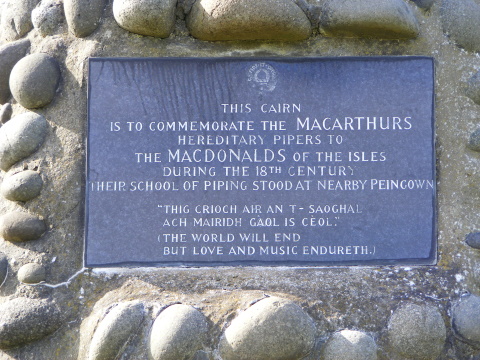 THIS CAIRN
IS TO COMMEMORATE THE MACARTHURS
HEREDITARY PIPERS TO
THE MACDONALDS OF THE ISLES
DURING THE 18TH CENTURY
THEIR SCHOOL OF PIPING STOOD AT NEARBY PEINGOWN
"THIG CRIOCH AIR AN T-SAOGHAL
ACH MAIRIDH GAOL IS CEÒL."
(THE WORLD WILL END
BUT LOVE AND MUSIC ENDURETH.)